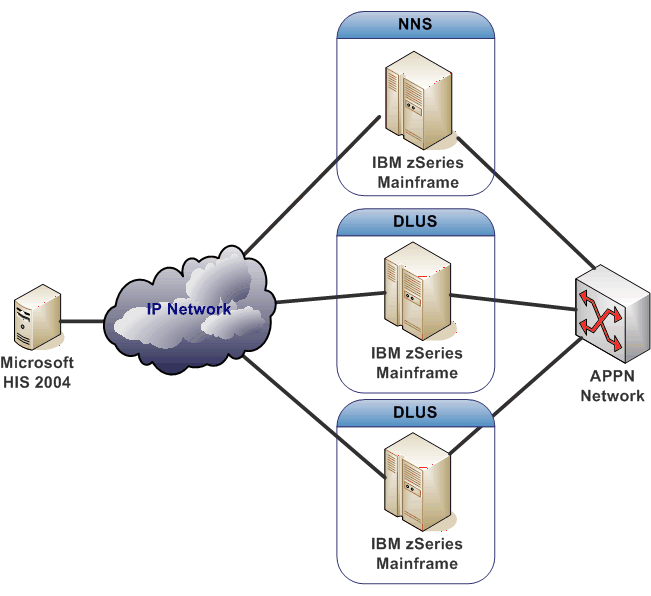 NNS
IBM zSeries
Mainframe
DLUS
IBM zSeries
Mainframe
IP Network
Microsoft
HIS 2004
APPN
Network
DLUS
IBM zSeries
Mainframe